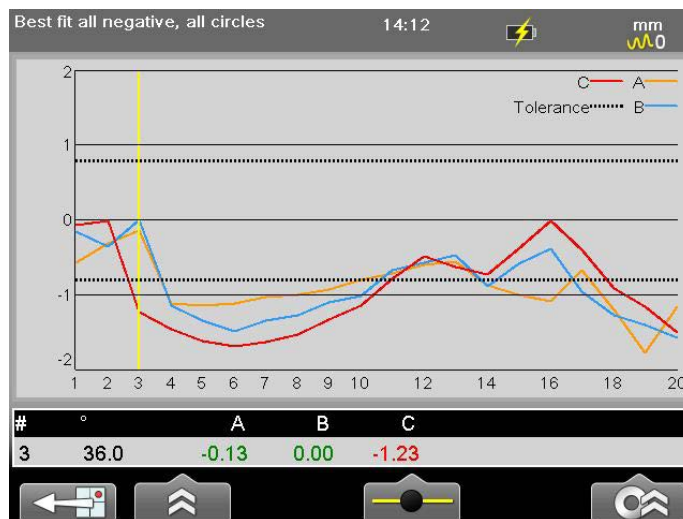 Best fit all negative, all circles 14:12 mm
0
C A
Tolerance B
2
1
0
-1
-2
1 2 3 4 5 6 7 8 9 10 12 14 16 18 20
# ° A B C
3 36.0 -0.13 0.00 -1.23